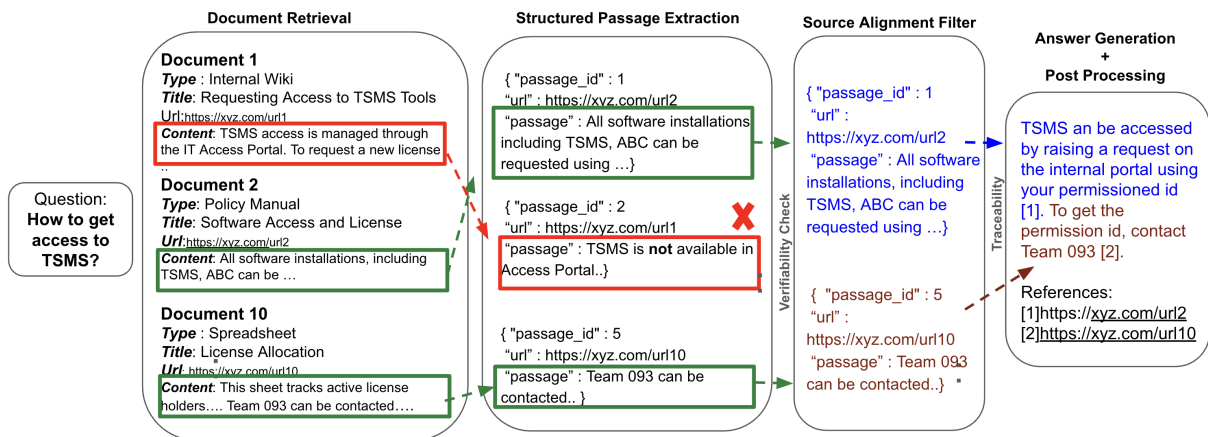 Document Retrieval
Structured Passage Extraction
Source Alignment Filter
Answer Generation
+
Post Processing
Question:
How to get
access to
TSMS?
Document 1
Type : Internal Wiki
Title: Requesting Access to TSMS Tools
Url:https://xyz.com/url1
Content: TSMS access is managed through
the IT Access Portal. To request a new license
..
Document 2
Type: Policy Manual
Title: Software Access and License
Url:https://xyz.com/url2
Content: All software installations, including
TSMS, ABC can be …
Document 10
Type : Spreadsheet
Title: License Allocation
Url: https://xyz.com/url10
Content: This sheet tracks active license
holders…. Team 093 can be contacted…..
{ "passage_id" : 1
"url" : https://xyz.com/url2
"passage" : All software installations
including TSMS, ABC can be
requested using …}
{ "passage_id" : 2
"url" : https://xyz.com/url1
"passage" : TSMS is not available in
Access Portal..}
{ "passage_id" : 5
"url" : https://xyz.com/url10
"passage" : Team 093 can be
contacted.. }
Verifiability Check
{ "passage_id" : 1
"url" :
https://xyz.com/url2
"passage" : All software
installations, including
TSMS, ABC can be
requested using …}
{ "passage_id" : 5
"url" :
https://xyz.com/url10
"passage" : Team 093
can be contacted..}
Traceability
TSMS an be accessed
by raising a request on
the internal portal using
your permissioned id
[1]. To get the
permission id, contact
Team 093 [2].
References:
[1]https://xyz.com/url2
[2]https://xyz.com/url10